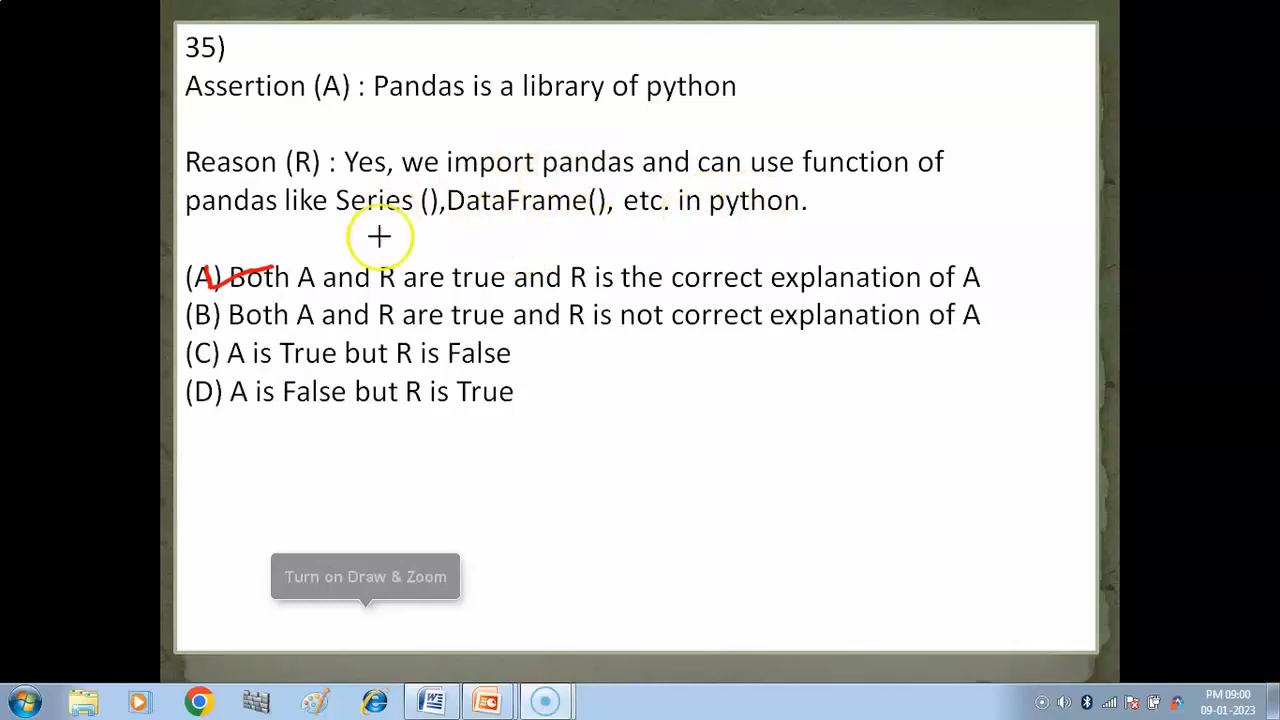 35)
Assertion (A) : Pandas is a library of python
Reason (R) : Yes, we import pandas and can use function of
pandas like Series (),DataFrame(), etc. in python.
(A) Both A and R are true and R is the correct explanation of A
(B) Both A and R are true and R is not correct explanation of A
(C) A is True but R is False
(D) A is False but R is True
Turn on Draw & Zoom
PM 09:00
09-01-2023